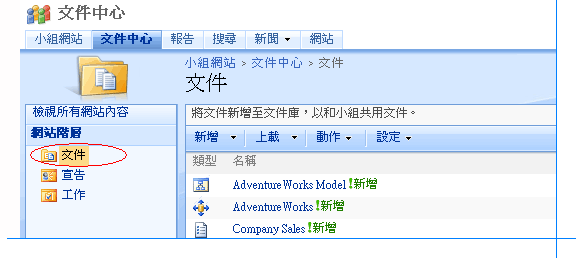 文件中心
小組網站 文件中心 報告 搜尋 新聞 網站
小組網站 > 文件中心 > 文件
文件
檢視所有網站內容
網站階層
文件
宣告
工作
將文件新增至文件庫，以和小組共用文件。
新增 上載 動作 設定
類型 名稱
AdventureWorks Model !新增
AdventureWorks !新增
Company Sales !新增